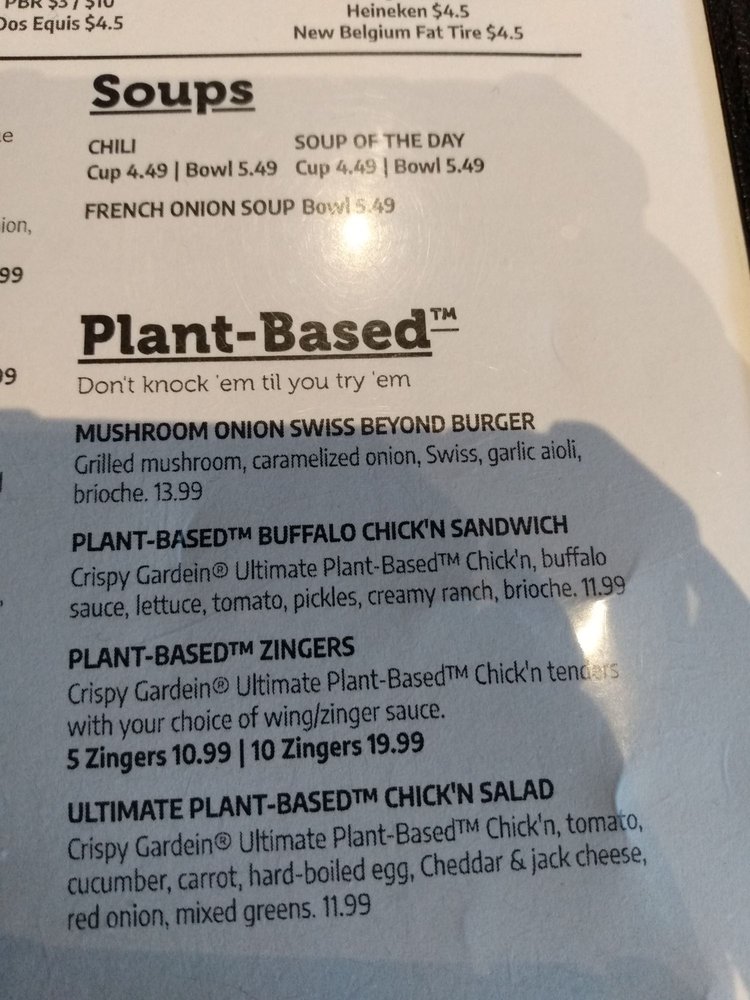 PBR $3 / $10
Dos Equis $4.5
Heineken $4.5
New Belgium Fat Tire $4.5
Soups
CHILI
Cup 4.49 | Bowl 5.49
SOUP OF THE DAY
Cup 4.49 | Bowl 5.49
FRENCH ONION SOUP Bowl 5.49
ion,
99
99
Plant-Based™
Don't knock 'em til you try 'em
MUSHROOM ONION SWISS BEYOND BURGER
Grilled mushroom, caramelized onion, Swiss, garlic aioli,
brioche. 13.99
PLANT-BASED™ BUFFALO CHICK'N SANDWICH
Crispy Gardein® Ultimate Plant-Based™ Chick'n, buffalo
sauce, lettuce, tomato, pickles, creamy ranch, brioche. 11.99
PLANT-BASED™ ZINGERS
Crispy Gardein® Ultimate Plant-Based™ Chick'n tenders
with your choice of wing/zinger sauce.
5 Zingers 10.99 | 10 Zingers 19.99
ULTIMATE PLANT-BASED™ CHICK'N SALAD
Crispy Gardein® Ultimate Plant-Based™ Chick'n, tomato,
cucumber, carrot, hard-boiled egg, Cheddar & jack cheese,
red onion, mixed greens. 11.99